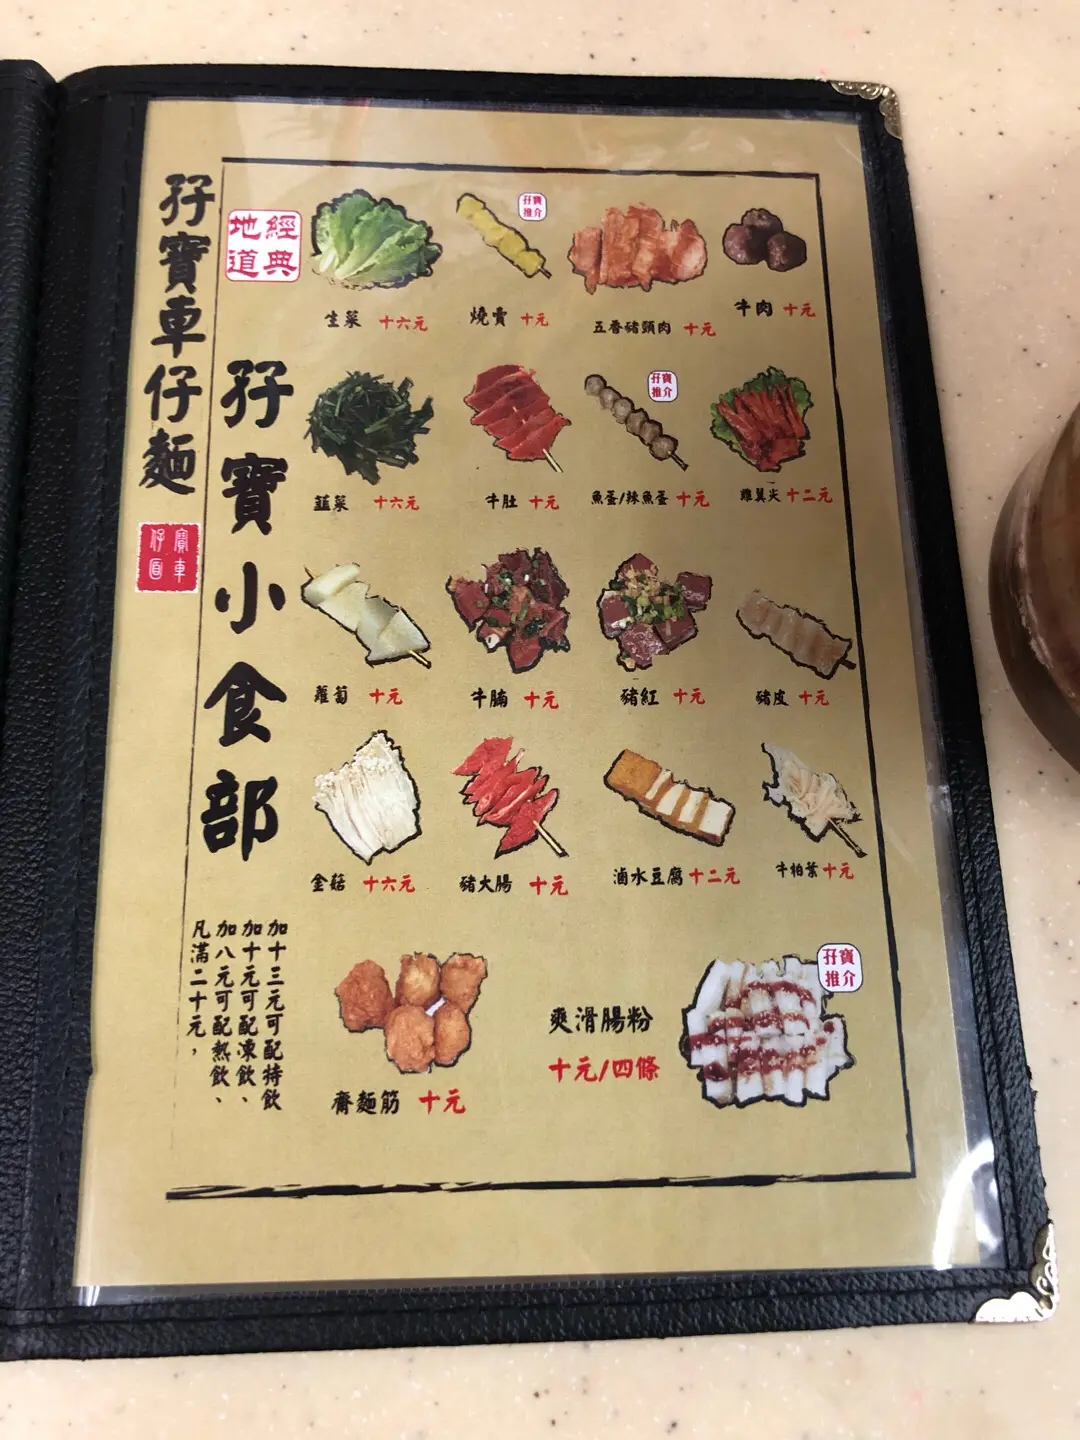 孖寶車仔麵
寶車
仔面
經典
地道
孖寶小食部
生菜 十六元
孖寶
推介
燒賣 十元
五香豬頸肉 十元
牛肉 十元
韮菜 十六元
牛肚 十元
孖寶
推介
魚蛋/辣魚蛋 十元
雞翼尖 十二元
蘿蔔 十元
牛腩 十元
豬紅 十元
豬皮 十元
金菇 十六元
豬大腸 十元
滷水豆腐 十二元
牛柏葉 十元
齋麵筋 十元
爽滑腸粉
十元/四條
孖寶
推介
凡滿二十元，
加八元可配熱飲、
加十元可配凍飲、
加十三元可配特飲